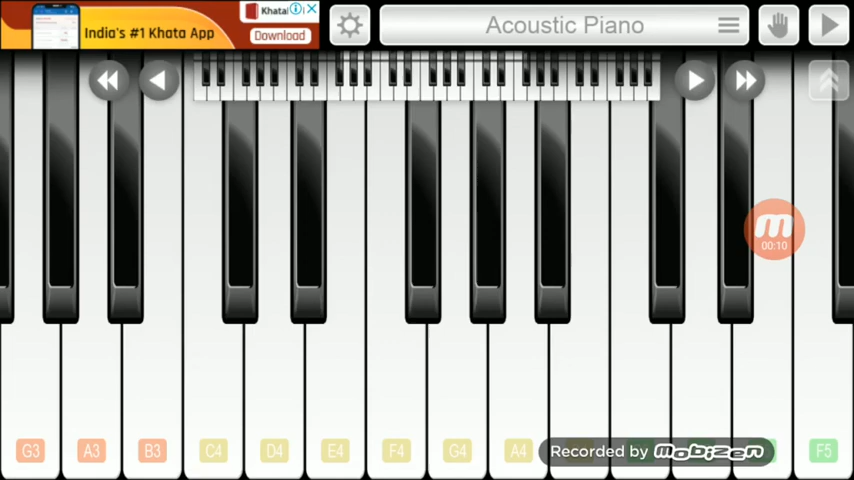 Khatal
India's #1 Khata App
Download
Acoustic Piano
00:10
G3 A3 B3 C4 D4 E4 F4 G4 A4 F5
Recorded by mobizen